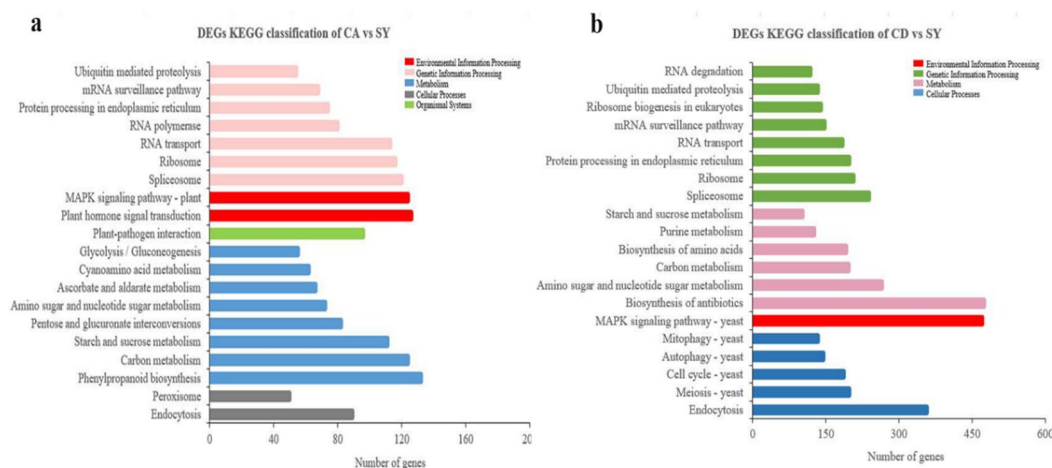 a
DEGs KEGG classification of CA vs SY
Environmental Information Processing
Genetic Information Processing
Metabolism
Cellular Processes
Organismal Systems
Ubiquitin mediated proteolysis
mRNA surveillance pathway
Protein processing in endoplasmic reticulum
RNA polymerase
RNA transport
Ribosome
Spliceosome
MAPK signaling pathway - plant
Plant hormone signal transduction
Plant-pathogen interaction
Glycolysis / Gluconeogenesis
Cyanoamino acid metabolism
Ascorbate and aldarate metabolism
Amino sugar and nucleotide sugar metabolism
Pentose and glucuronate interconversions
Starch and sucrose metabolism
Carbon metabolism
Phenylpropanoid biosynthesis
Peroxisome
Endocytosis
0 40 80 120 160 20
Number of genes
b
DEGs KEGG classification of CD vs SY
Environmental Information Processing
Genetic Information Processing
Metabolism
Cellular Processes
RNA degradation
Ubiquitin mediated proteolysis
Ribosome biogenesis in eukaryotes
mRNA surveillance pathway
RNA transport
Protein processing in endoplasmic reticulum
Ribosome
Spliceosome
Starch and sucrose metabolism
Purine metabolism
Biosynthesis of amino acids
Carbon metabolism
Amino sugar and nucleotide sugar metabolism
Biosynthesis of antibiotics
MAPK signaling pathway - yeast
Mitophagy - yeast
Autophagy - yeast
Cell cycle - yeast
Meiosis - yeast
Endocytosis
0 150 300 450 600
Number of genes